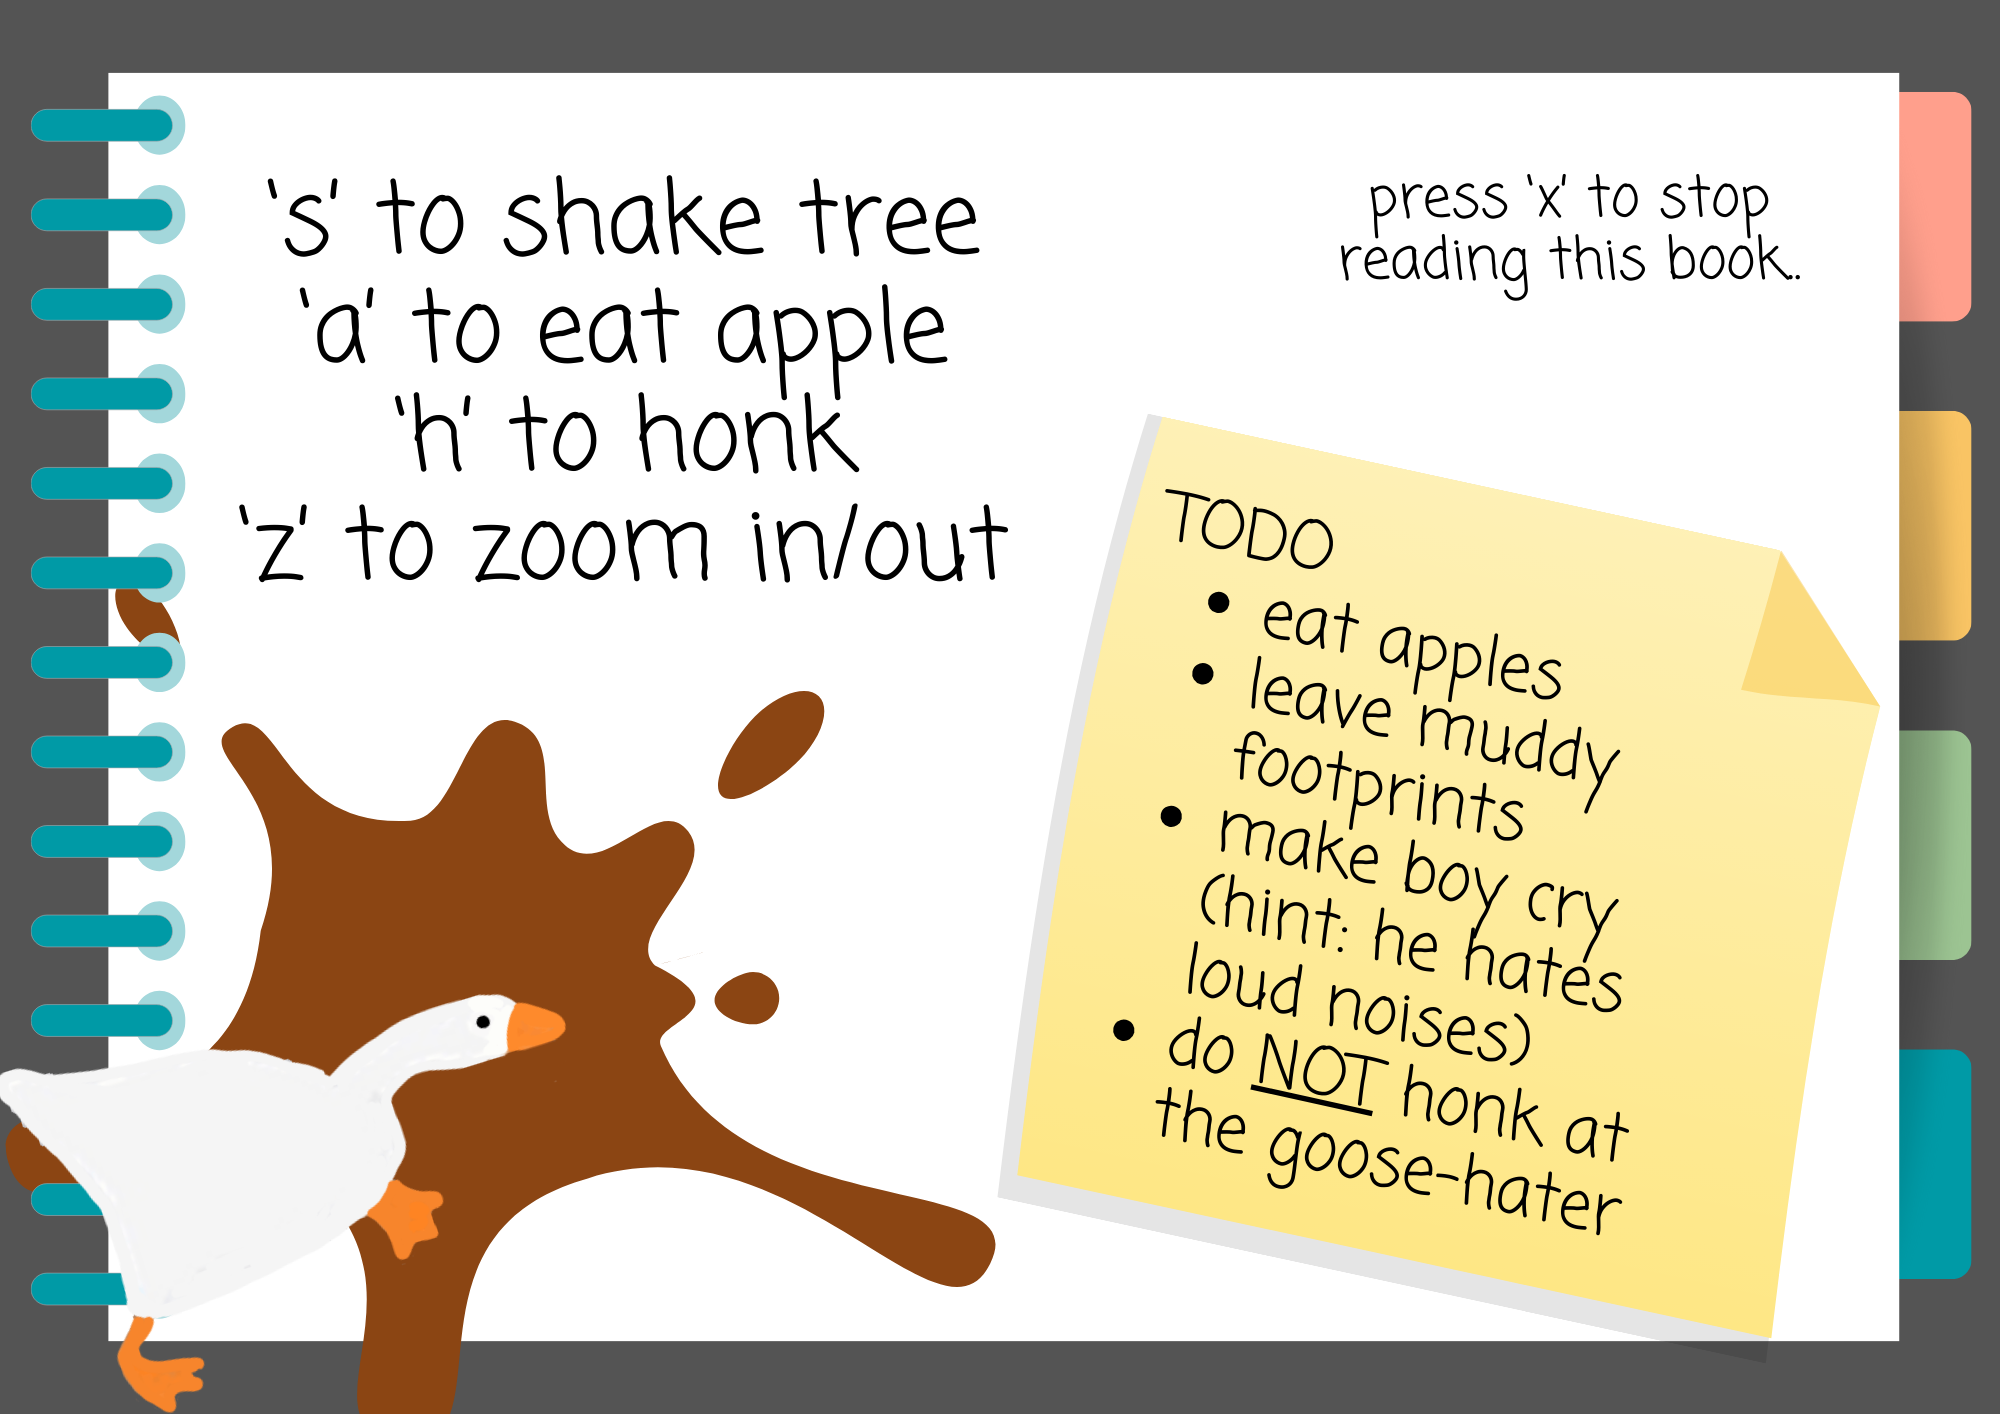 's' to shake tree
'a' to eat apple
'h' to honk
'z' to zoom in/out
press 'x' to stop
reading this book..
TODO
• eat apples
• leave muddy
footprints
• make boy cry
(hint: he hates
loud noises)
• do NOT honk at
the goose-hater